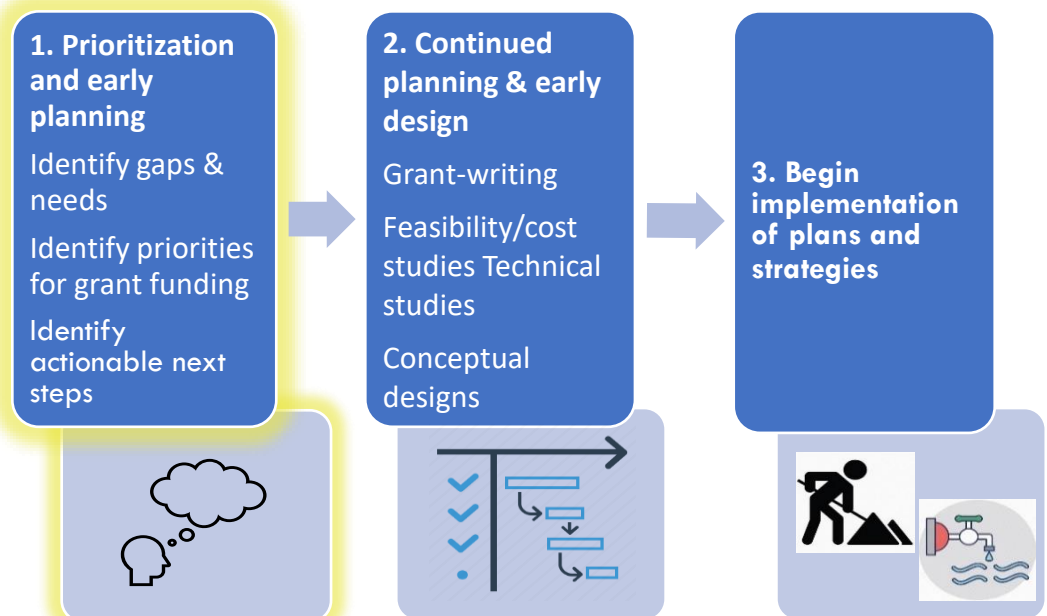 1. Prioritization
and early
planning
Identify gaps &
needs
Identify priorities
for grant funding
Identify
actionable next
steps
2. Continued
planning & early
design
Grant-writing
Feasibility/cost
studies Technical
studies
Conceptual
designs
3. Begin
implementation
of plans and
strategies